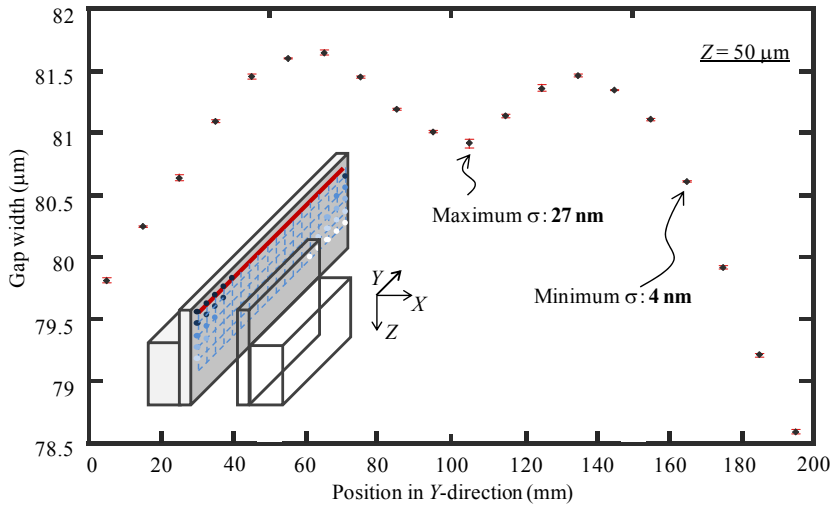 82
81.5
81
80.5
80
79.5
79
78.5
Gap width (μm)
Z = 50 μm
Maximum σ: 27 nm
Minimum σ: 4 nm
Y
X
Z
0 20 40 60 80 100 120 140 160 180 200
Position in Y-direction (mm)